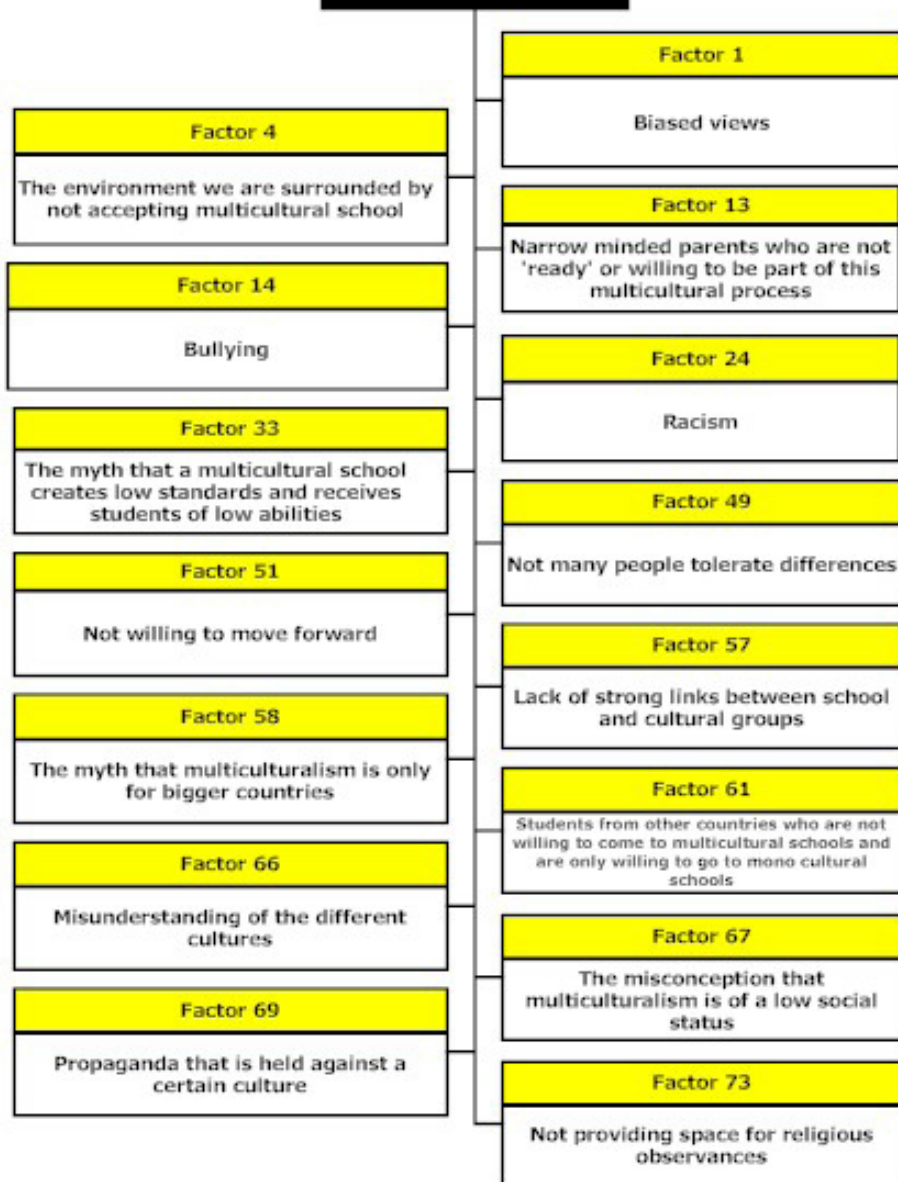 Factor 1
Biased views
Factor 4
The environment we are surrounded by
not accepting multicultural school
Factor 13
Narrow minded parents who are not
'ready' or willing to be part of this
multicultural process
Factor 14
Bullying
Factor 24
Racism
Factor 33
The myth that a multicultural school
creates low standards and receives
students of low abilities
Factor 49
Not many people tolerate differences
Factor 51
Not willing to move forward
Factor 57
Lack of strong links between school
and cultural groups
Factor 58
The myth that multiculturalism is only
for bigger countries
Factor 61
Students from other countries who are not
willing to come to multicultural schools and
are only willing to go to mono cultural
schools
Factor 66
Misunderstanding of the different
cultures
Factor 67
The misconception that
multiculturalism is of a low social
status
Factor 69
Propaganda that is held against a
certain culture
Factor 73
Not providing space for religious
observances